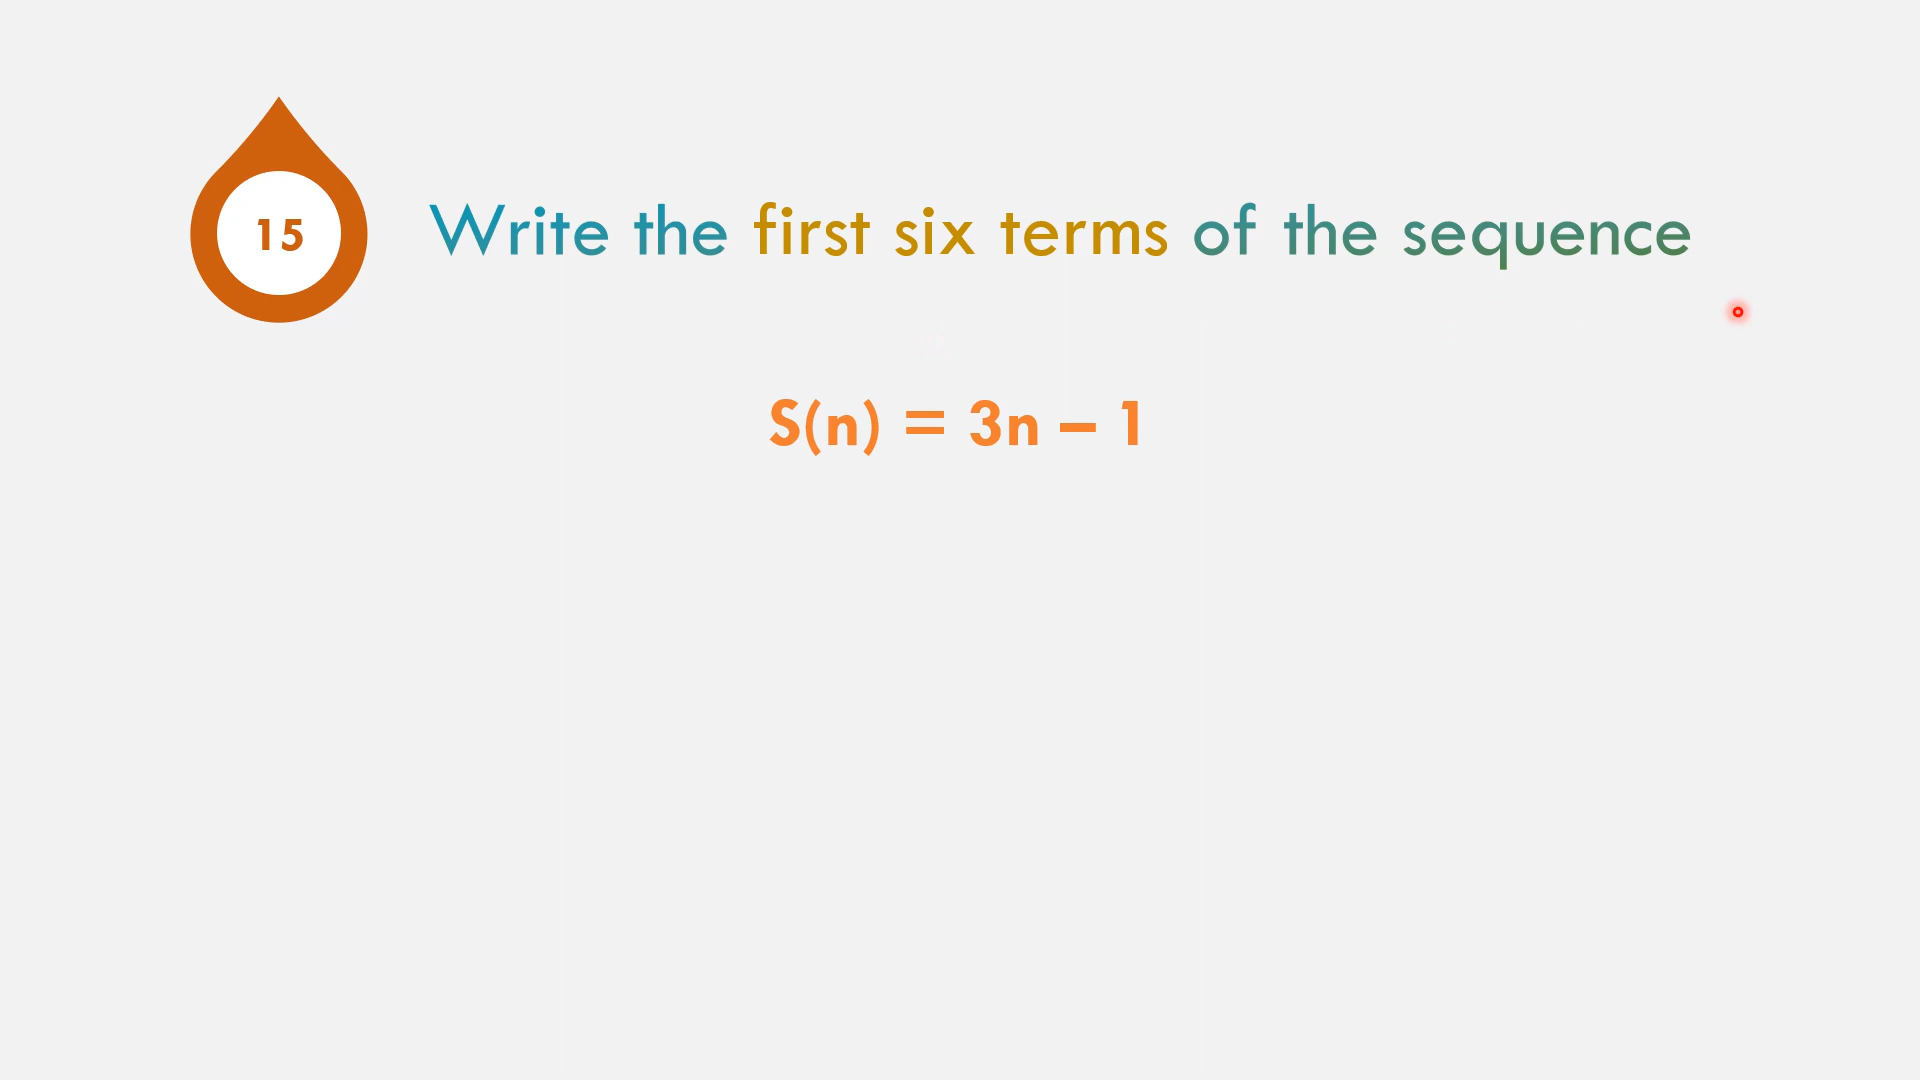 15
Write the first six terms of the sequence
S(n) = 3n – 1